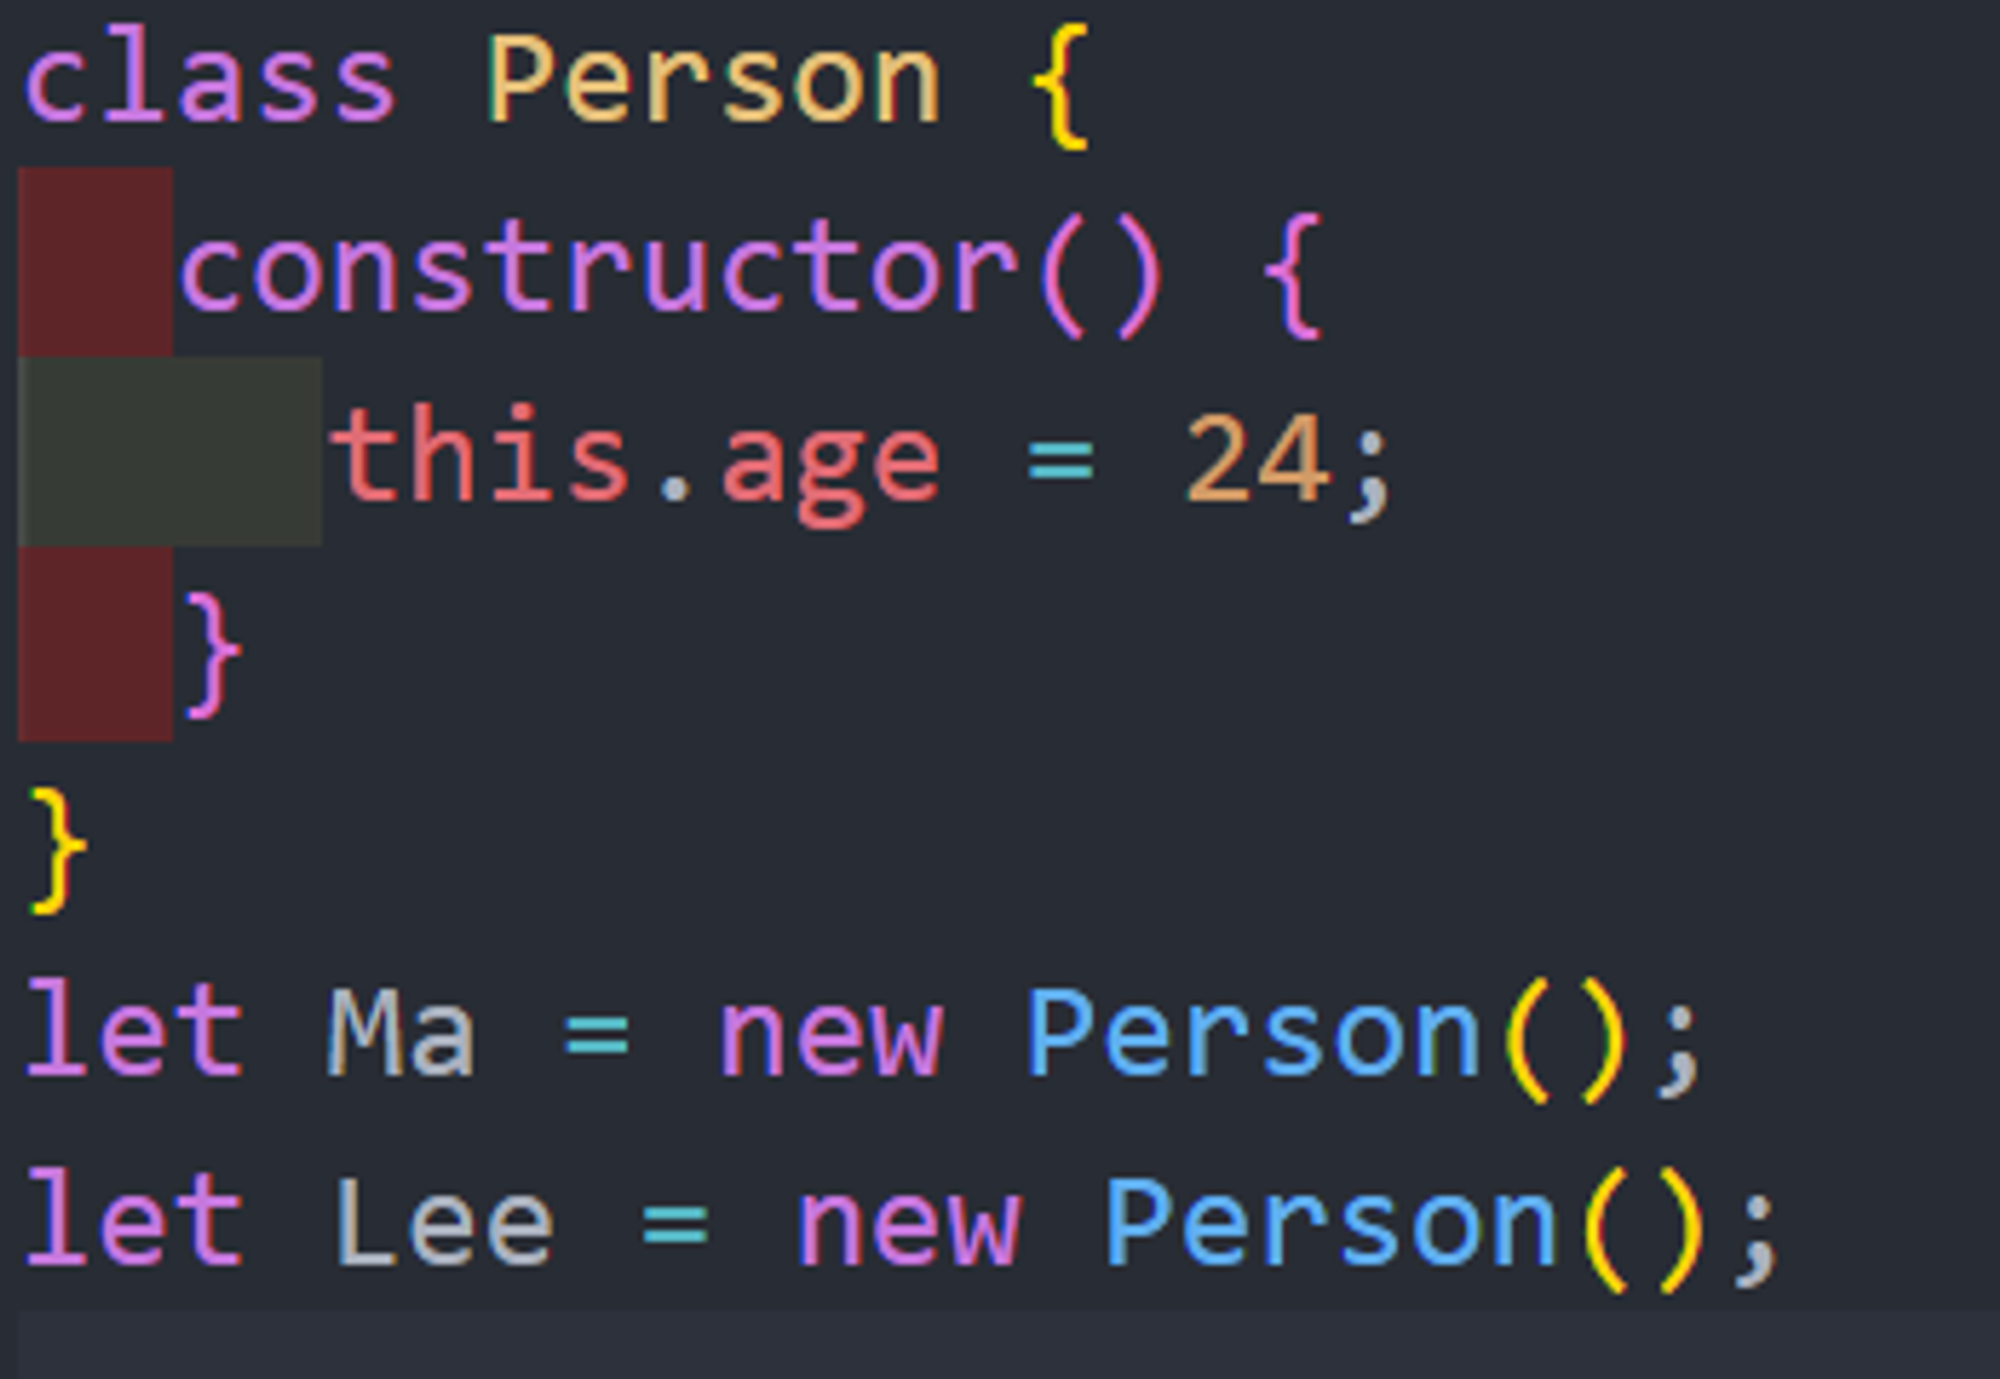 class Person {
  constructor() {
    this.age = 24;
  }
}
let Ma = new Person();
let Lee = new Person();